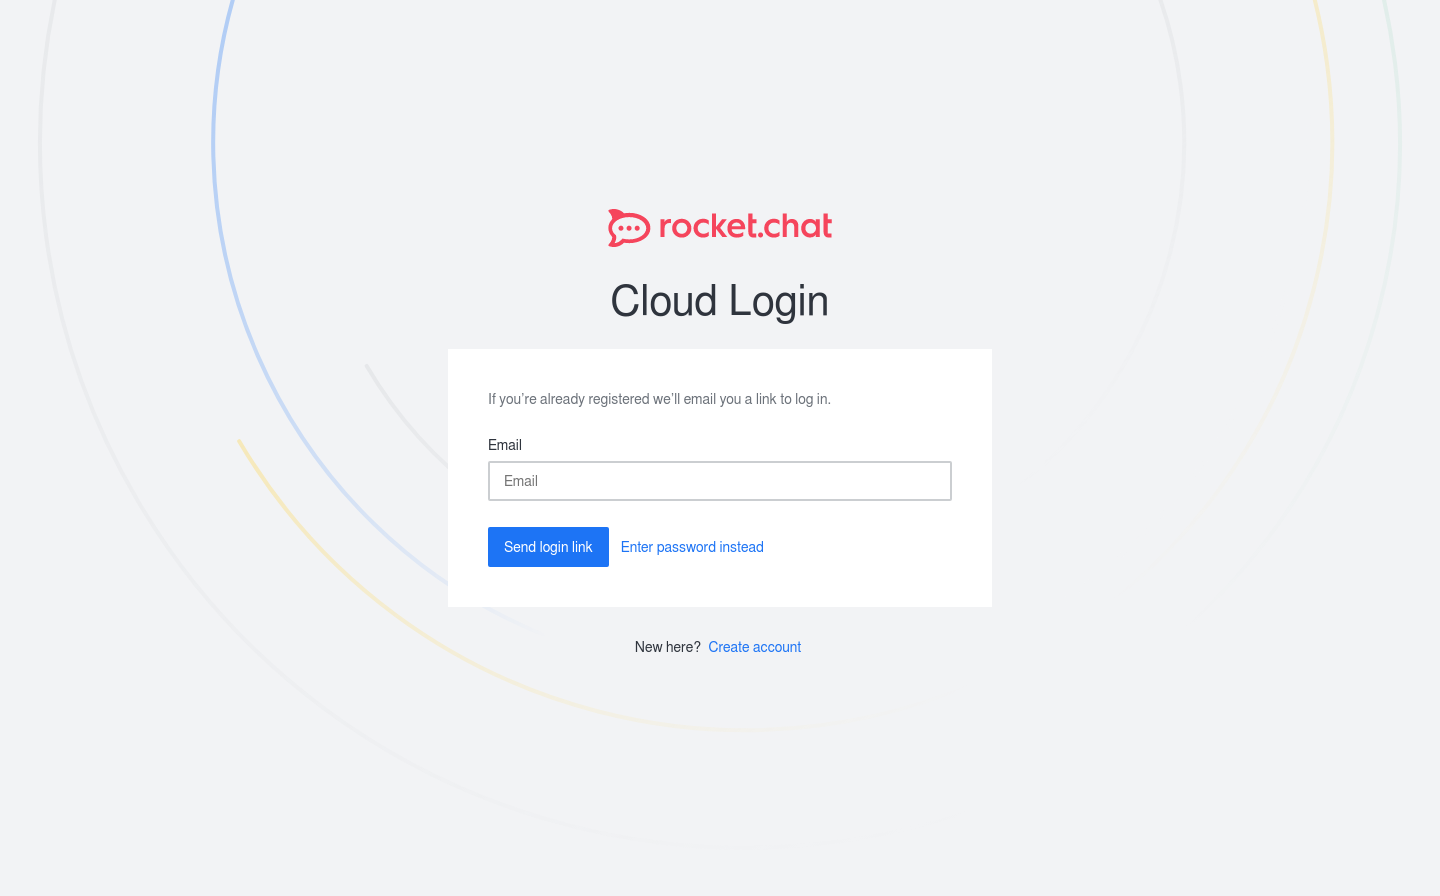 rocket.chat
Cloud Login
If you’re already registered we’ll email you a link to log in.
Email
Email
Send login link
Enter password instead
New here? Create account